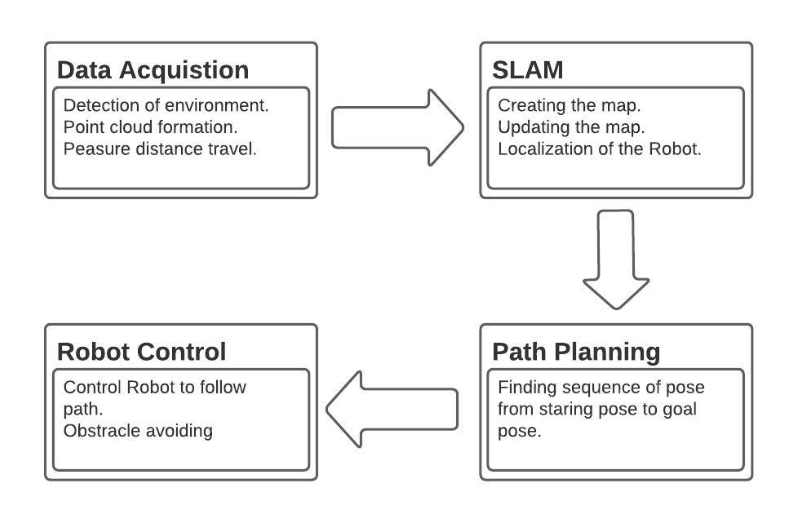 Data Acquistion
Detection of environment.
Point cloud formation.
Peasure distance travel.
SLAM
Creating the map.
Updating the map.
Localization of the Robot.
Robot Control
Control Robot to follow
path.
Obstracle avoiding
Path Planning
Finding sequence of pose
from staring pose to goal
pose.